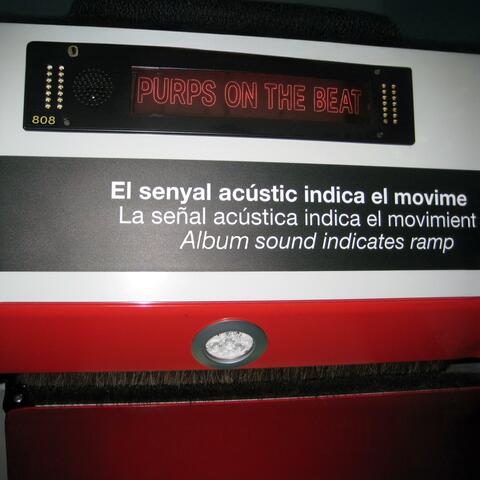 PURPS ON THE BEAT
808
El senyal acústic indica el movime
La señal acústica indica el movimient
Album sound indicates ramp